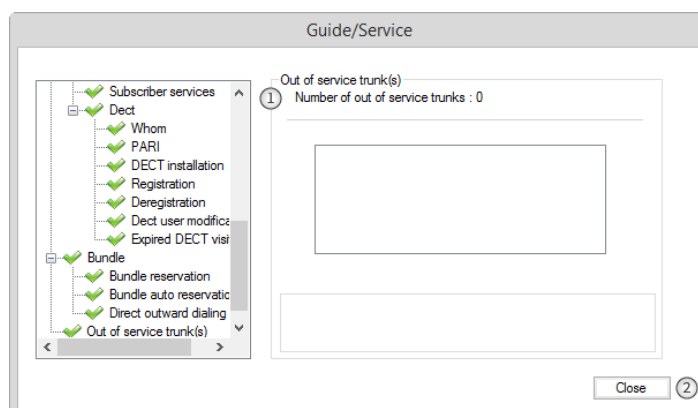 Guide/Service
Subscriber services
Dect
Whom
PARI
DECT installation
Registration
Deregistration
Dect user modifica
Expired DECT visi
Bundle
Bundle reservation
Bundle auto reservatic
Direct outward dialing
Out of service trunk(s)
Out of service trunk(s)
1 Number of out of service trunks : 0
Close 2